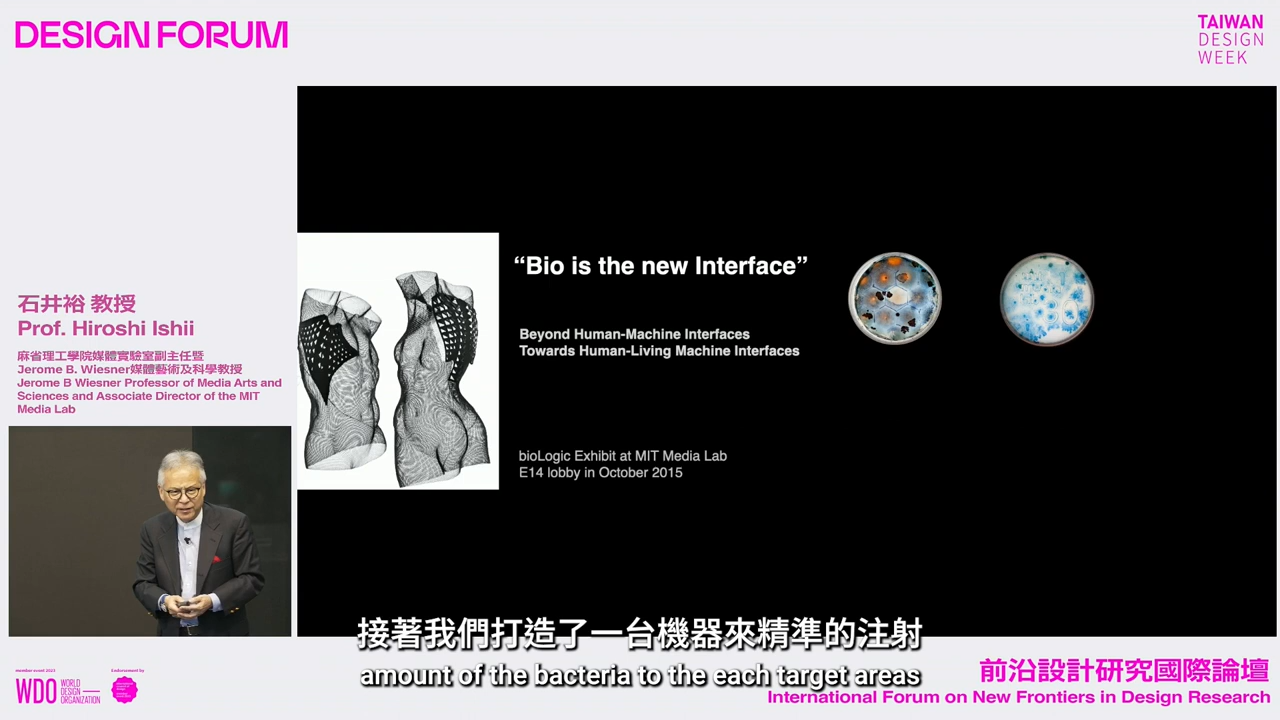 DESIGN FORUM
TAIWAN
DESIGN
WEEK
石井裕 教授
Prof. Hiroshi Ishii
麻省理工學院媒體實驗室副主任暨
Jerome B. Wiesner媒體藝術及科學教授
Jerome B Wiesner Professor of Media Arts and
Sciences and Associate Director of the MIT
Media Lab
“Bio is the new Interface”
Beyond Human-Machine Interfaces
Towards Human-Living Machine Interfaces
bioLogic Exhibit at MIT Media Lab
E14 lobby in October 2015
接著我們打造了一台機器來精準的注射
amount of the bacteria to the each target areas
member event 2023
Endorsement by
WDO
WORLD
DESIGN
ORGANIZATION
前沿設計研究國際論壇
International Forum on New Frontiers in Design Research